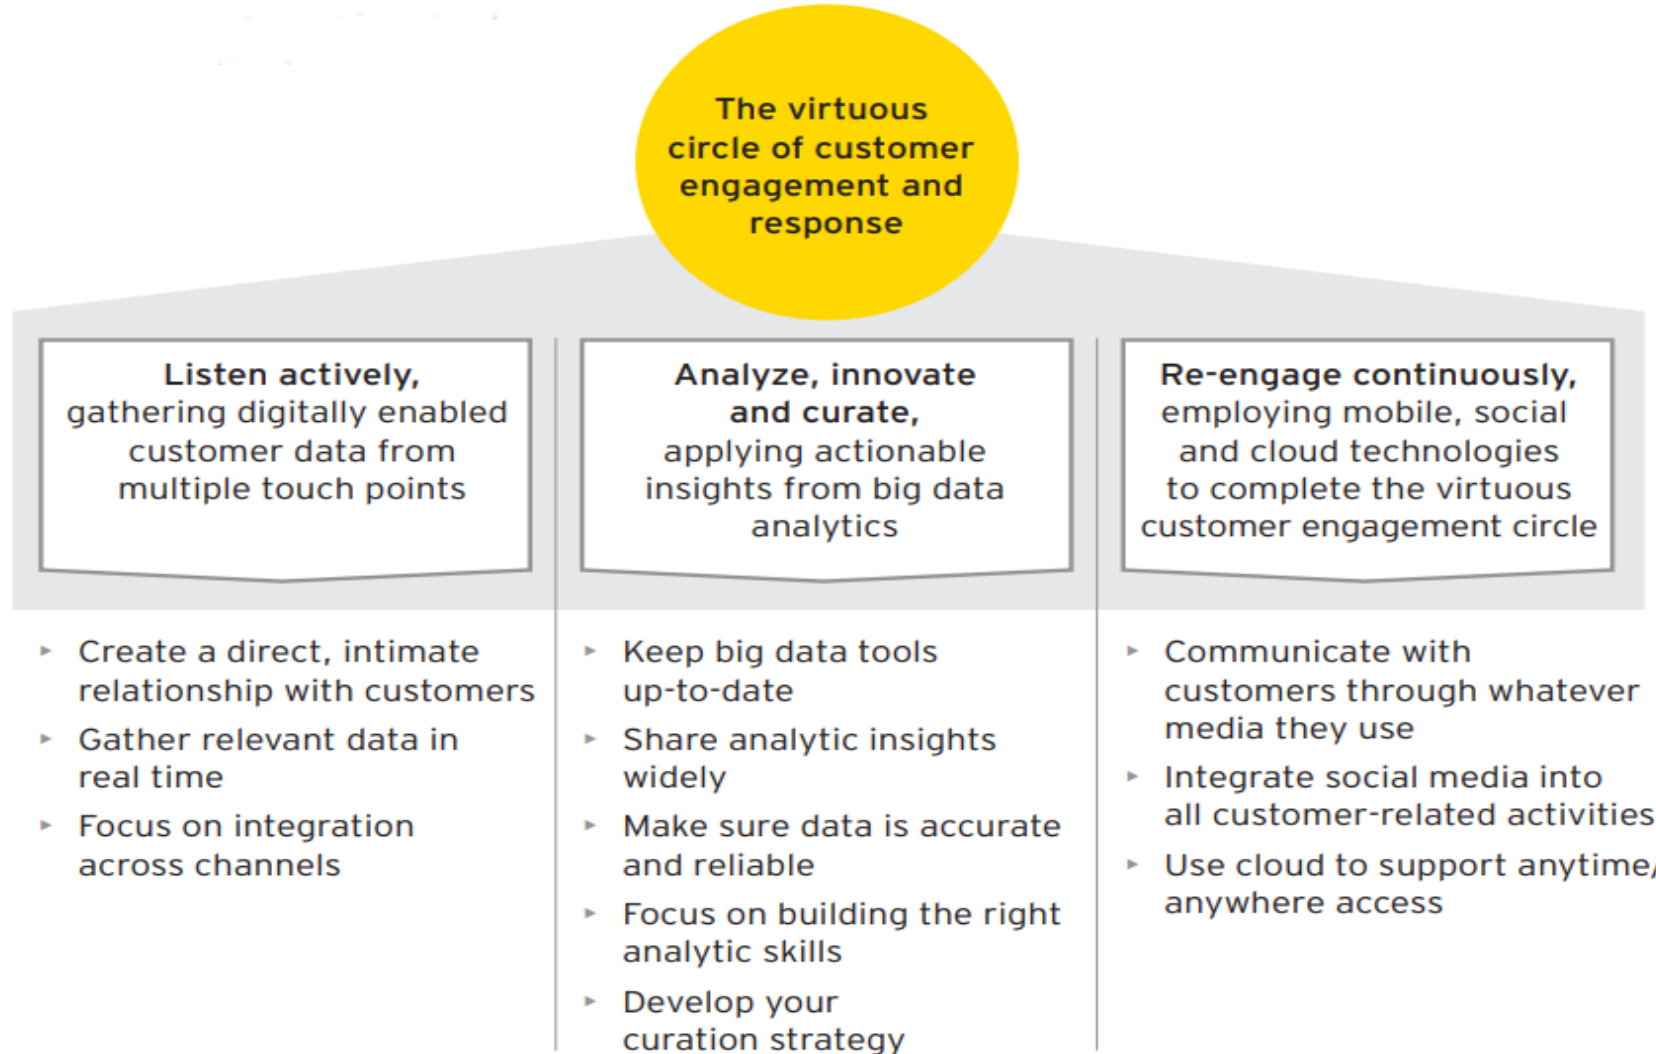 The virtuous
circle of customer
engagement and
response
Listen actively,
gathering digitally enabled
customer data from
multiple touch points
Analyze, innovate
and curate,
applying actionable
insights from big data
analytics
Re-engage continuously,
employing mobile, social
and cloud technologies
to complete the virtuous
customer engagement circle
▸ Create a direct, intimate
relationship with customers
▸ Gather relevant data in
real time
▸ Focus on integration
across channels
▸ Keep big data tools
up-to-date
▸ Share analytic insights
widely
▸ Make sure data is accurate
and reliable
▸ Focus on building the right
analytic skills
▸ Develop your
curation strategy
▸ Communicate with
customers through whatever
media they use
▸ Integrate social media into
all customer-related activities
▸ Use cloud to support anytime/
anywhere access